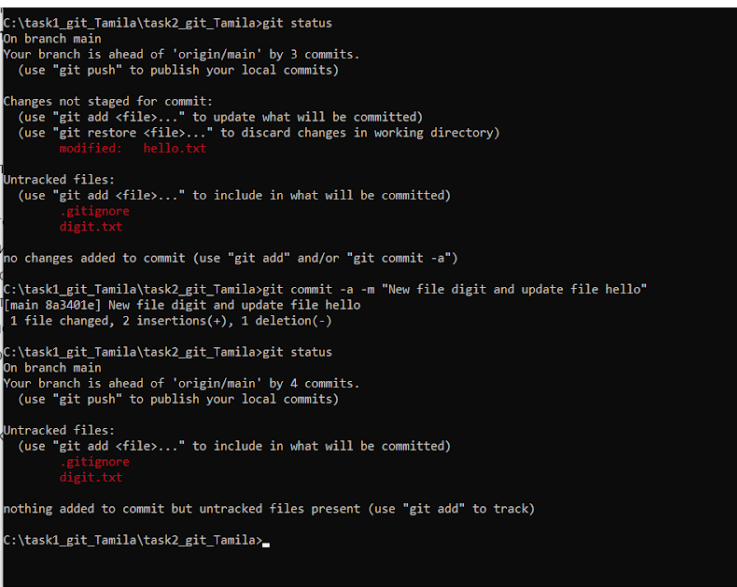 C:\task1_git_Tamila\task2_git_Tamila>git status
On branch main
Your branch is ahead of 'origin/main' by 3 commits.
  (use "git push" to publish your local commits)
Changes not staged for commit:
  (use "git add <file>..." to update what will be committed)
  (use "git restore <file>..." to discard changes in working directory)
        modified:   hello.txt
Untracked files:
  (use "git add <file>..." to include in what will be committed)
        .gitignore
        digit.txt
no changes added to commit (use "git add" and/or "git commit -a")
C:\task1_git_Tamila\task2_git_Tamila>git commit -a -m "New file digit and update file hello"
[main 8a3401e] New file digit and update file hello
 1 file changed, 2 insertions(+), 1 deletion(-)
C:\task1_git_Tamila\task2_git_Tamila>git status
On branch main
Your branch is ahead of 'origin/main' by 4 commits.
  (use "git push" to publish your local commits)
Untracked files:
  (use "git add <file>..." to include in what will be committed)
        .gitignore
        digit.txt
nothing added to commit but untracked files present (use "git add" to track)
C:\task1_git_Tamila\task2_git_Tamila>